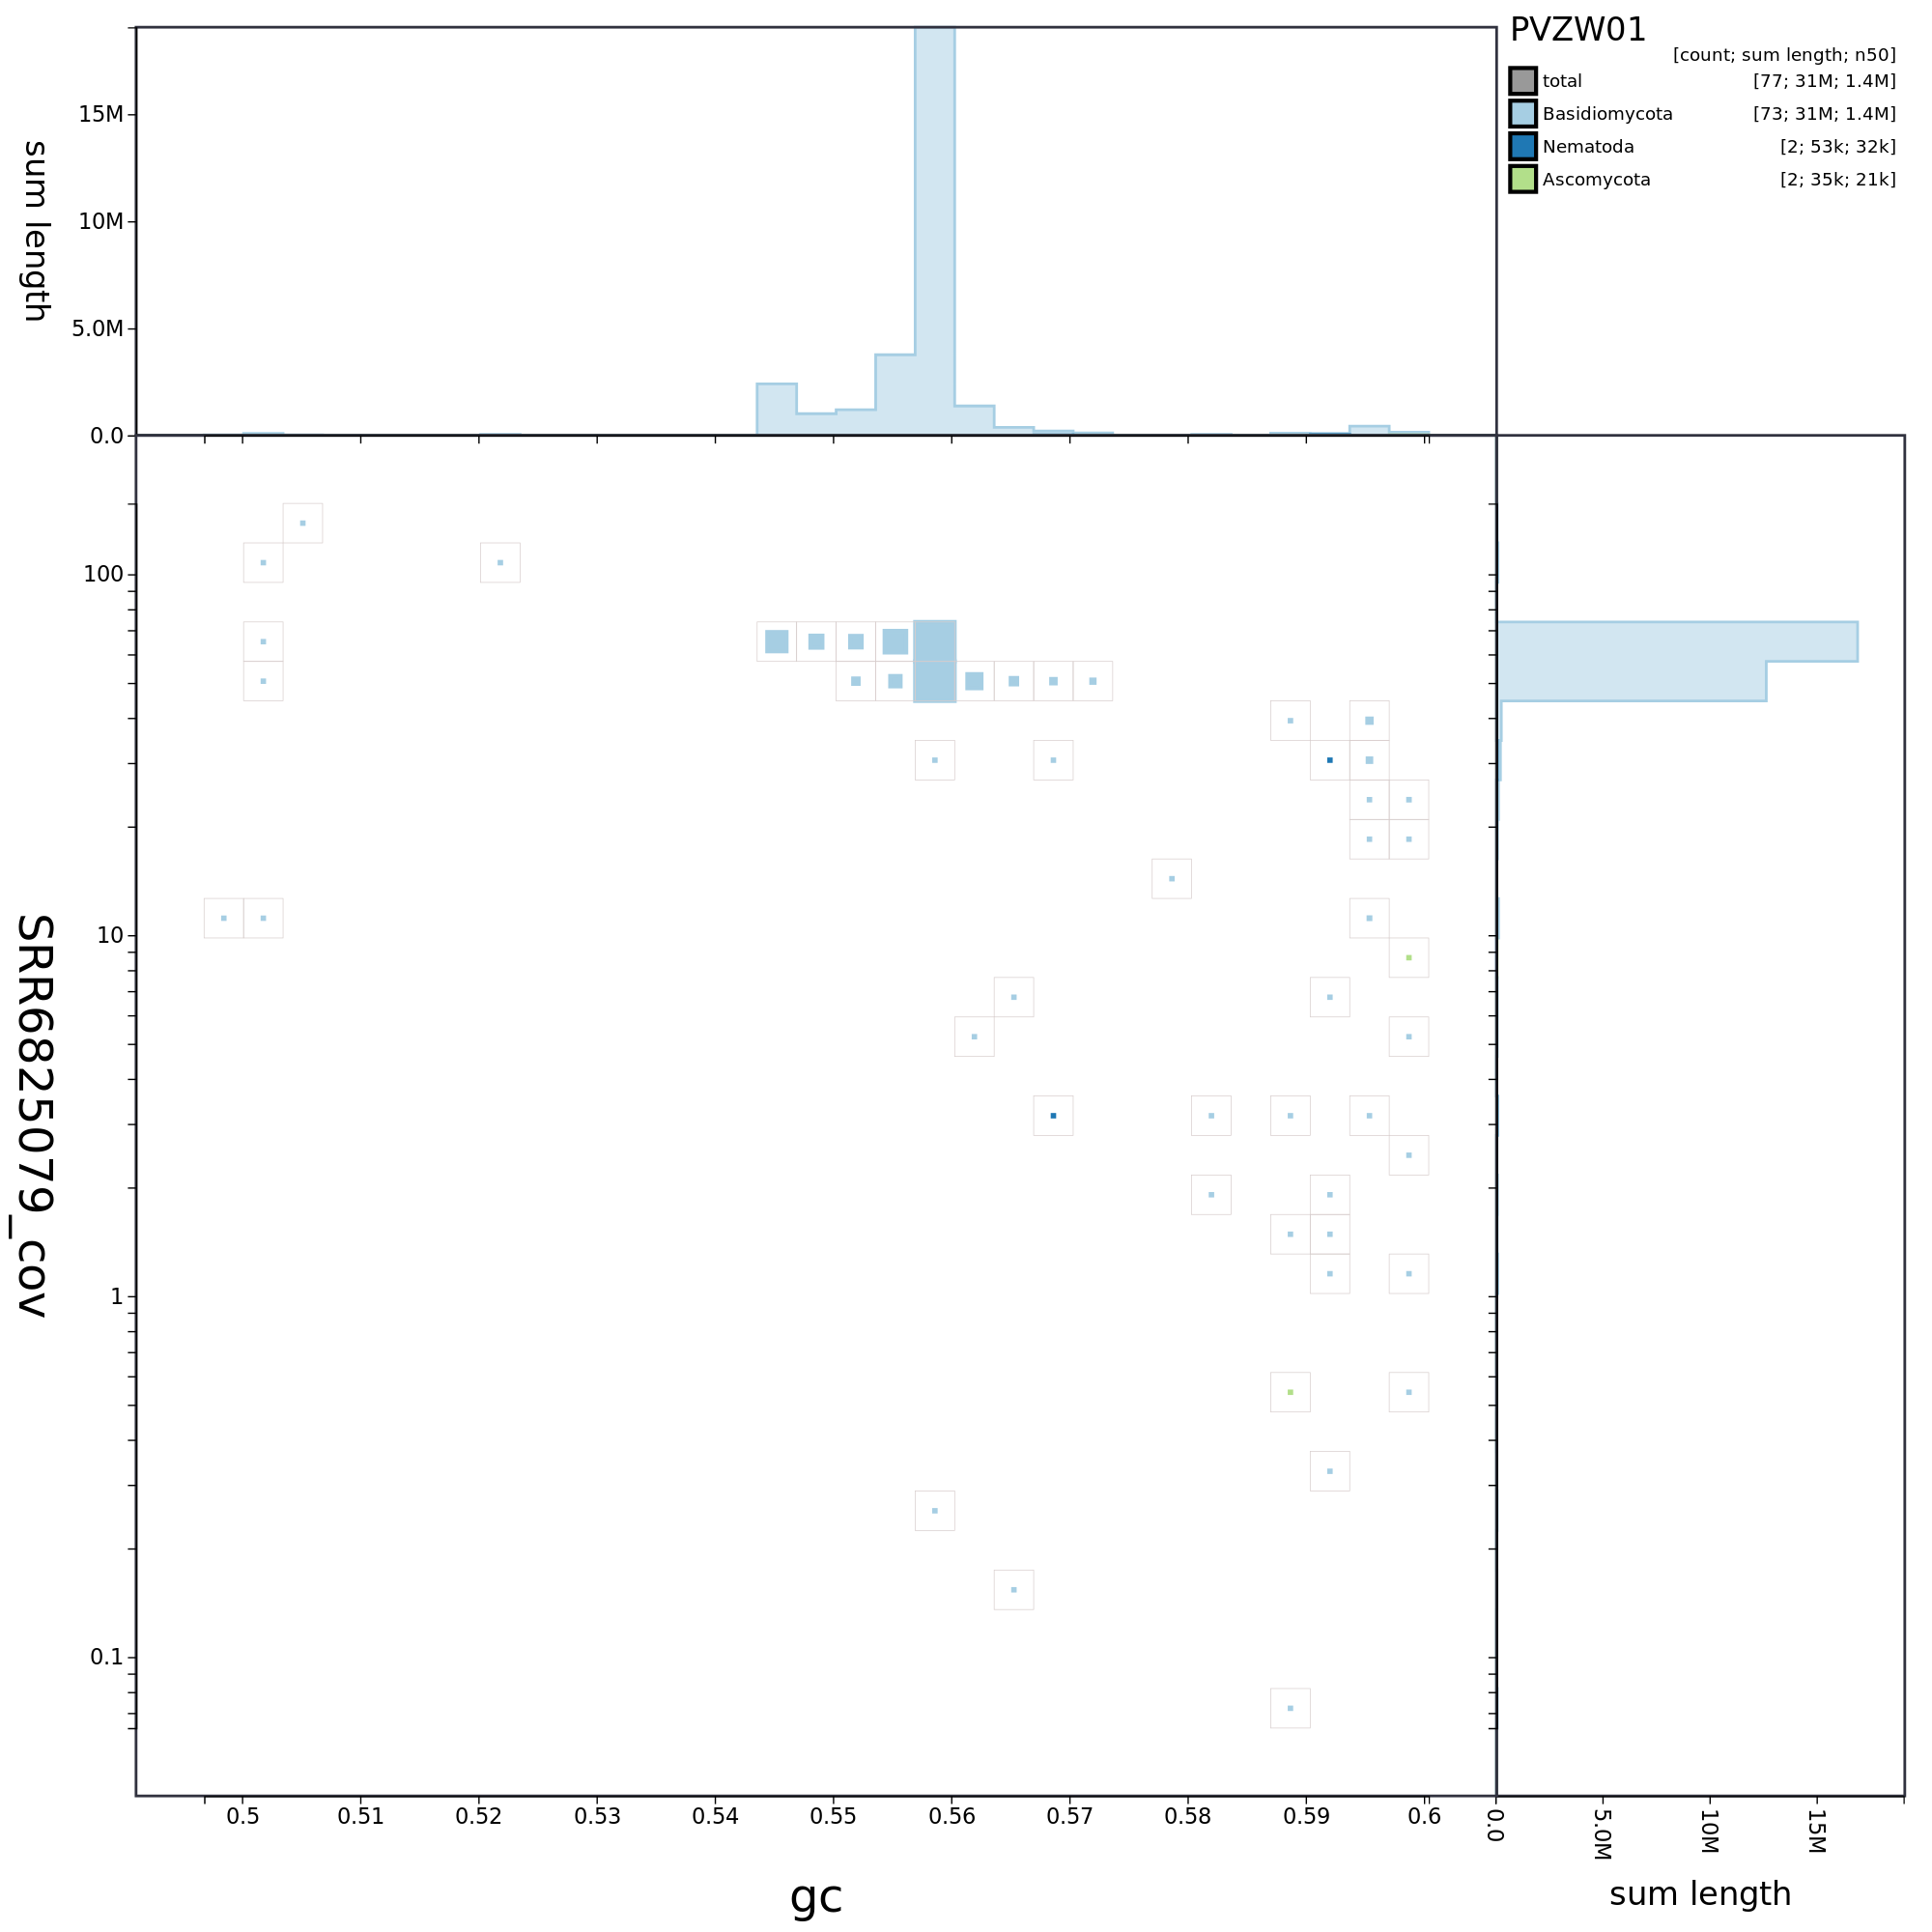 PVZW01
[count; sum length; n50]
total [77; 31M; 1.4M]
Basidiomycota [73; 31M; 1.4M]
Nematoda [2; 53k; 32k]
Ascomycota [2; 35k; 21k]
sum length
15M
10M
5.0M
0.0
SRR6825079_cov
100
10
1
0.1
0.5 0.51 0.52 0.53 0.54 0.55 0.56 0.57 0.58 0.59 0.6
gc
0.0 5.0M 10M 15M
sum length